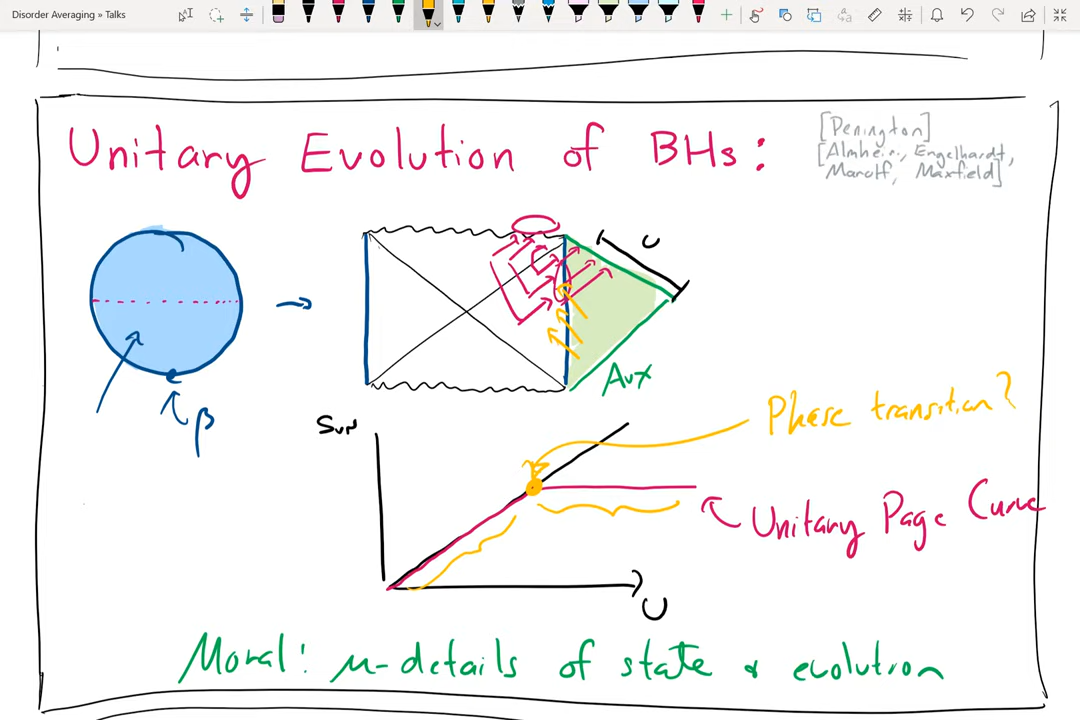 Disorder Averaging » Talks
Unitary Evolution of BHs:
[Penington]
[Almheiri, Engelhardt,
Marolf, Maxfield]
U
Aux
β
SvN
Phase transition?
Unitary Page Curve
U
Moral: μ-details of state & evolution